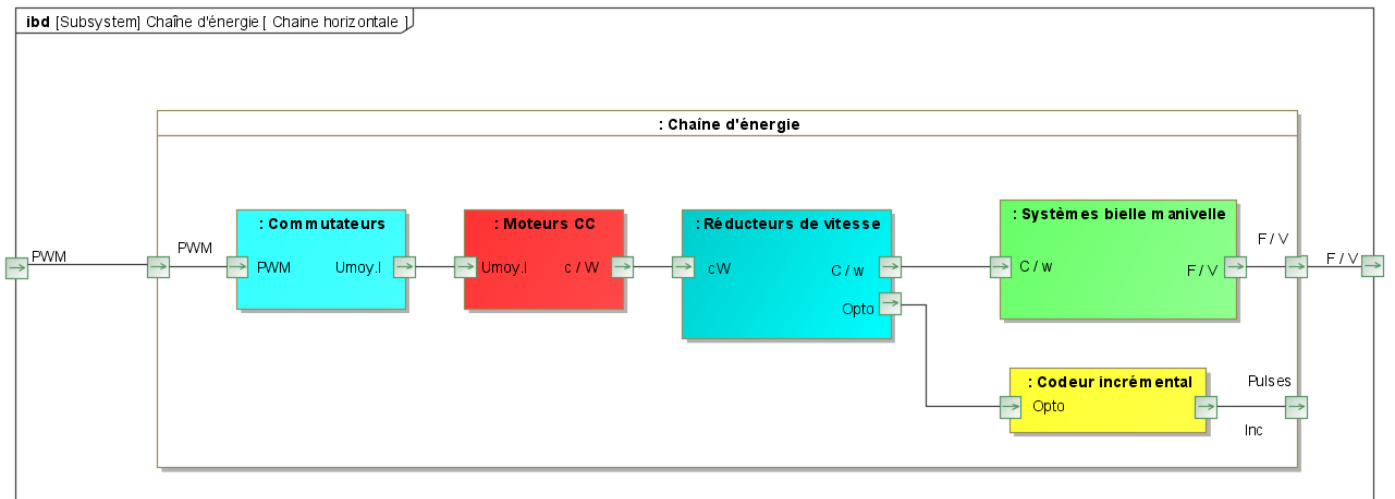 ibd [Subsystem] Chaîne d'énergie [ Chaine horizontale ]
: Chaîne d'énergie
PWM
PWM
: Commutateurs
PWM
Umoy.I
: Moteurs CC
Umoy.I
c / W
: Réducteurs de vitesse
cW
C / w
Opto
: Systèmes bielle manivelle
C / w
F / V
F / V
F / V
: Codeur incrémental
Opto
Pulses
Inc